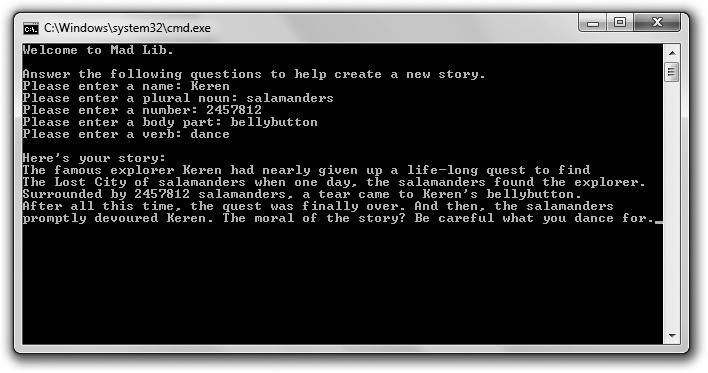 C:\Windows\system32\cmd.exe
Welcome to Mad Lib.
Answer the following questions to help create a new story.
Please enter a name: Keren
Please enter a plural noun: salamanders
Please enter a number: 2457812
Please enter a body part: bellybutton
Please enter a verb: dance
Here's your story:
The famous explorer Keren had nearly given up a life-long quest to find
The Lost City of salamanders when one day, the salamanders found the explorer.
Surrounded by 2457812 salamanders, a tear came to Keren's bellybutton.
After all this time, the quest was finally over. And then, the salamanders
promptly devoured Keren. The moral of the story? Be careful what you dance for.